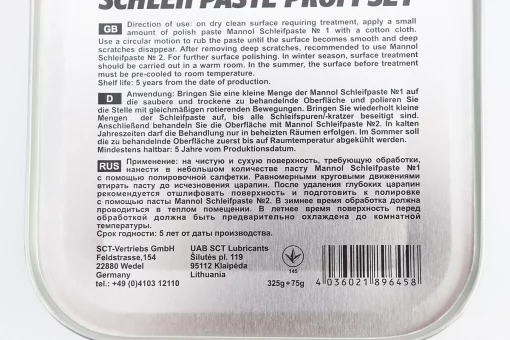 SCHLEIFPASTE PROFI SET
GB Direction of use: on dry clean surface requiring treatment, apply a small
amount of polish paste Mannol Schleifpaste № 1 with a cotton cloth.
Use a circular motion to rub the paste until the surface becomes smooth and deep
scratches disappear. After removing deep scratches, recommended to use Mannol
Schleifpaste № 2. For further surface polishing. In winter season, surface treatment
should be carried out in a warm room. In the summer, the surface before treatment
must be pre-cooled to room temperature.
Shelf life: 5 years from the date of production.
D Anwendung: Bringen Sie eine kleine Menge der Mannol Schleifpaste №1 auf
die saubere und trockene zu behandelnde Oberfläche und polieren Sie
die Stelle mit gleichmäßigen rotierenden Bewegungen. Bringen Sie wiederholt kleine
Mengen der Schleifpaste auf, bis alle Schleifspuren/-kratzer beseitigt sind.
Anschließend behandeln Sie die Oberfläche mit Mannol Schleifpaste №2. In kalten
Jahreszeiten darf die Behandlung nur in beheizten Räumen erfolgen. Im Sommer soll
die zu behandelnde Oberfläche zuerst bis auf Raumtemperatur abgekühlt werden.
Mindestens haltbar: 5 Jahre vom Produktionsdatum.
RUS Применение: на чистую и сухую поверхность, требующую обработки,
нанести в небольшом количестве пасту Mannol Schleifpaste №1
с помощью полировочной салфетки. Равномерными круговыми движениями
втирать пасту до исчезновения царапин. После удаления глубоких царапин
рекомендуется отшлифовать поверхность и подготовить к полировке
с помощью пасты Mannol Schleifpaste №2. В зимнее время обработка должна
проводиться в теплом помещении. В летнее время поверхность перед
обработкой должна быть предварительно охлаждена до комнатной
температуры.
Срок годности: 5 лет от даты производства.
SCT-Vertriebs GmbH
Feldstrasse,154
22880 Wedel
Germany
tel.: +49 (0)4103 12110
UAB SCT Lubricants
Šilutės pl. 119
95112 Klaipėda
Lithuania
145
325g+75g
4 036021 896458